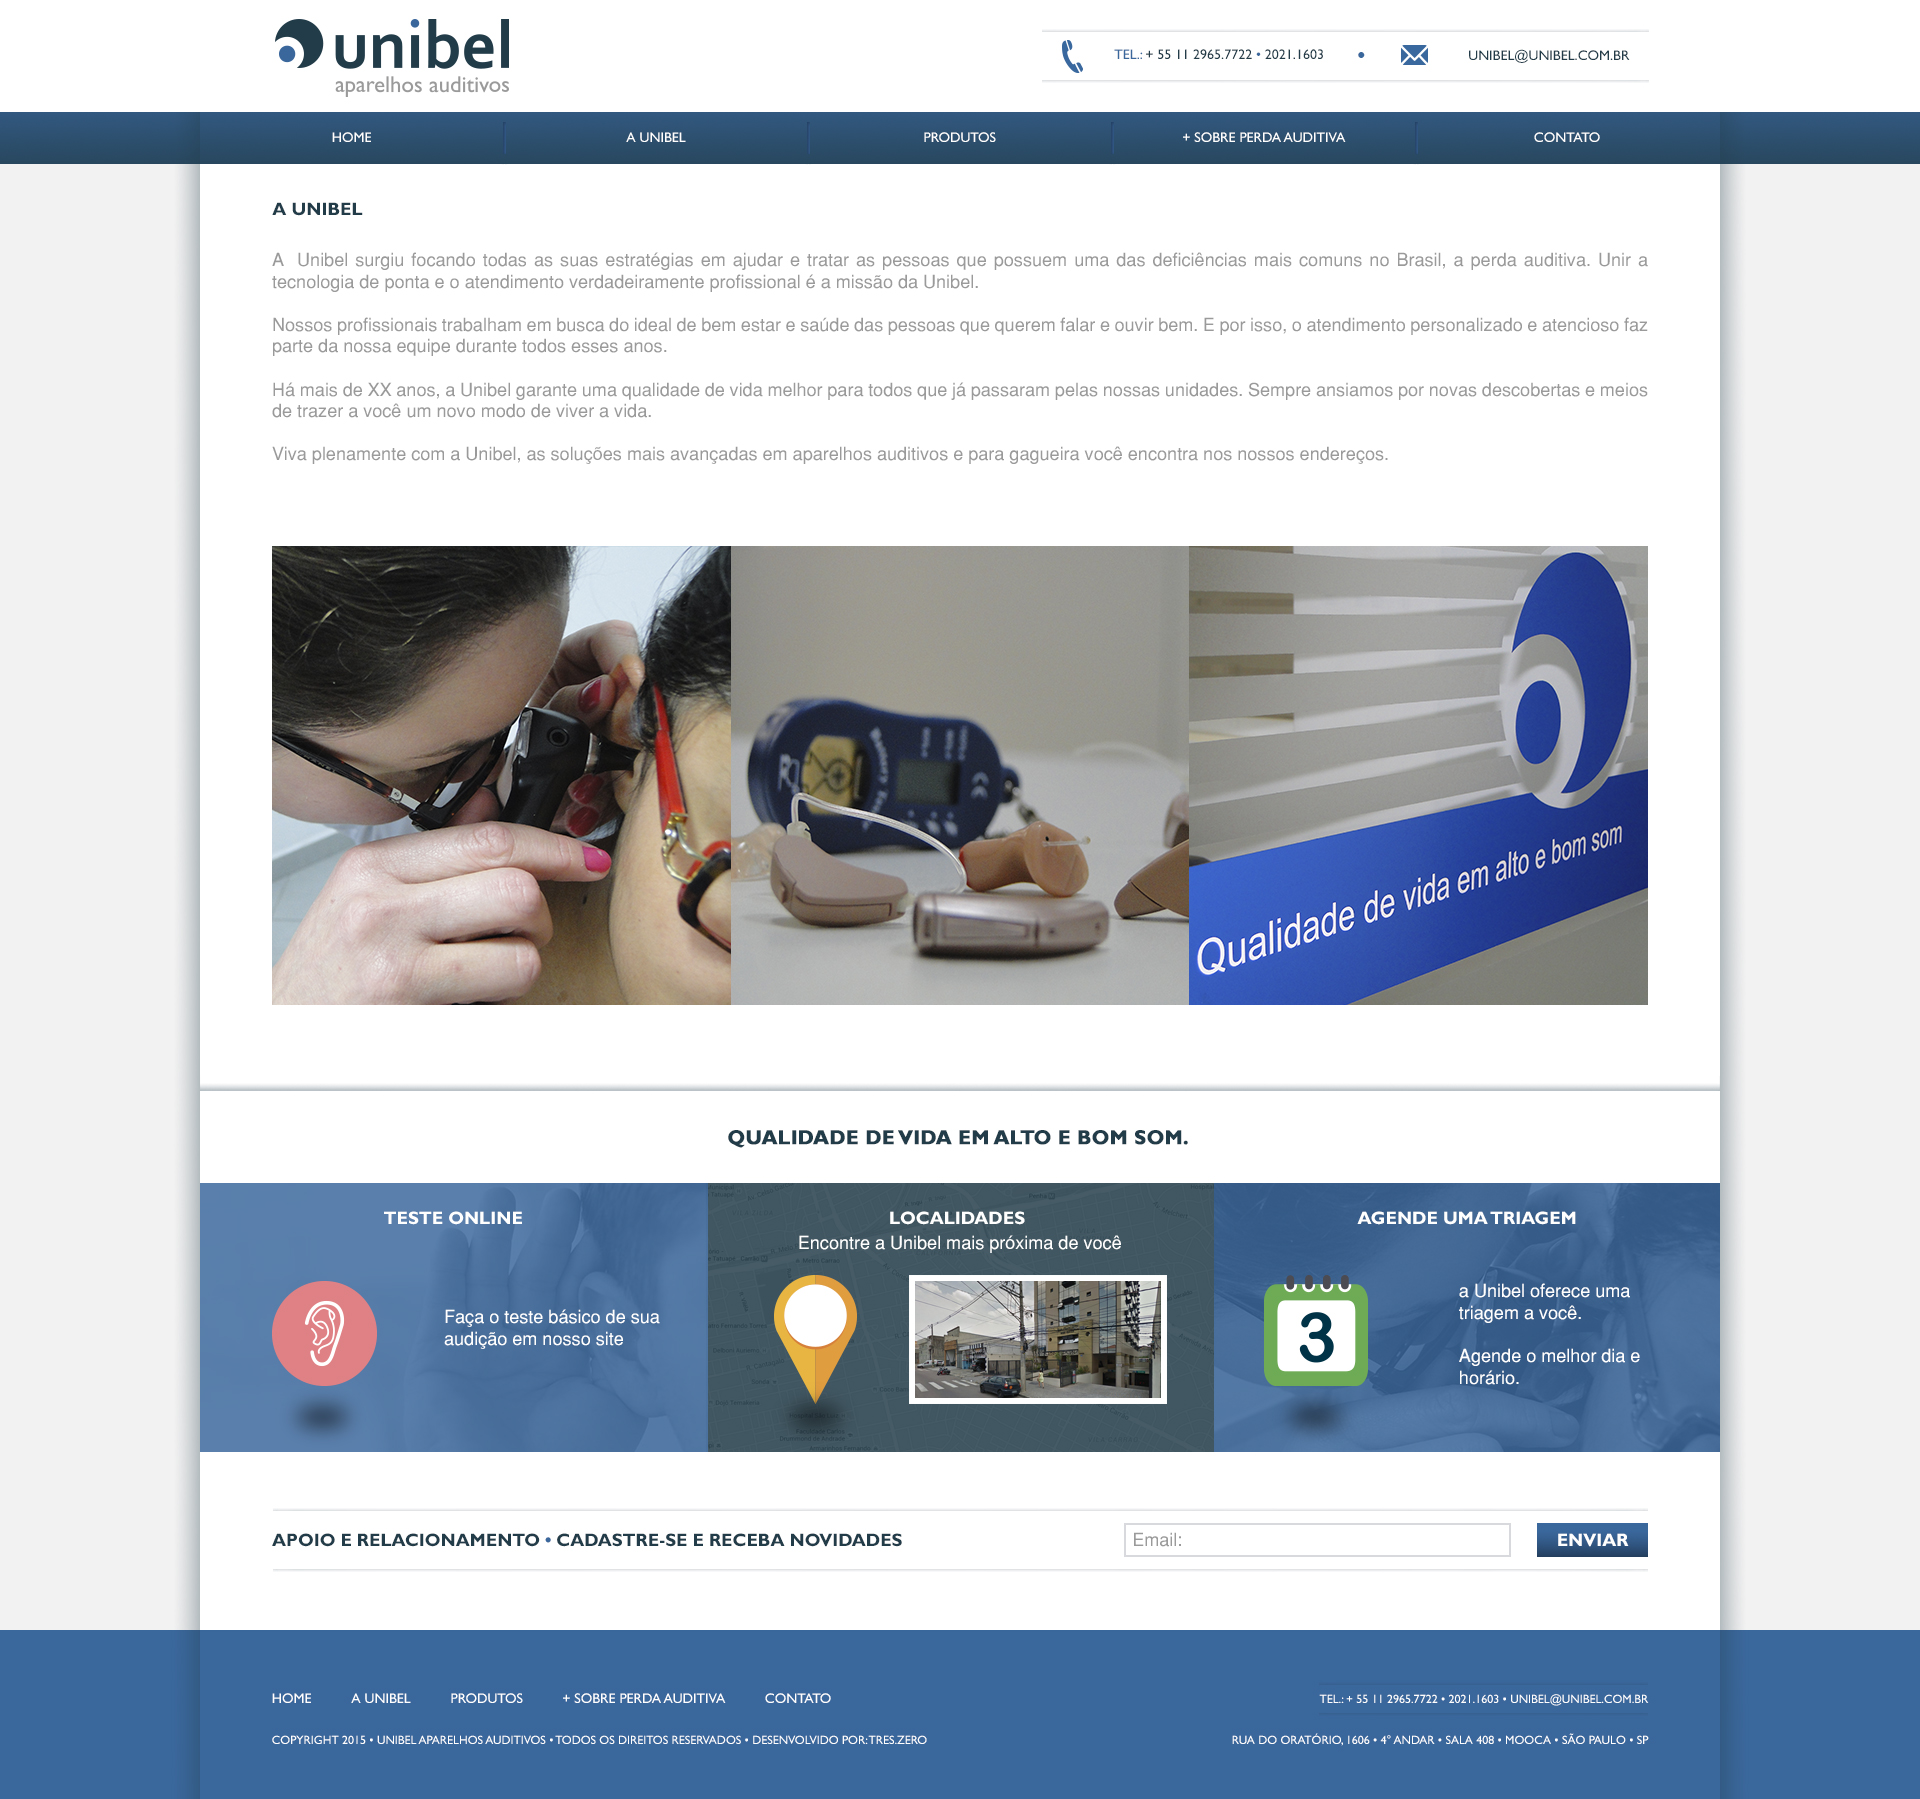 unibel
aparelhos auditivos
TEL.: + 55 11 2965.7722 • 2021.1603 • UNIBEL@UNIBEL.COM.BR
HOME A UNIBEL PRODUTOS + SOBRE PERDA AUDITIVA CONTATO
A UNIBEL
A Unibel surgiu focando todas as suas estratégias em ajudar e tratar as pessoas que possuem uma das deficiências mais comuns no Brasil, a perda auditiva. Unir a
tecnologia de ponta e o atendimento verdadeiramente profissional é a missão da Unibel.
Nossos profissionais trabalham em busca do ideal de bem estar e saúde das pessoas que querem falar e ouvir bem. E por isso, o atendimento personalizado e atencioso faz
parte da nossa equipe durante todos esses anos.
Há mais de XX anos, a Unibel garante uma qualidade de vida melhor para todos que já passaram pelas nossas unidades. Sempre ansiamos por novas descobertas e meios
de trazer a você um novo modo de viver a vida.
Viva plenamente com a Unibel, as soluções mais avançadas em aparelhos auditivos e para gagueira você encontra nos nossos endereços.
Qualidade de vida em alto e bom som
QUALIDADE DE VIDA EM ALTO E BOM SOM.
TESTE ONLINE
Faça o teste básico de sua
audição em nosso site
LOCALIDADES
Encontre a Unibel mais próxima de você
AGENDE UMA TRIAGEM
3
a Unibel oferece uma
triagem a você.
Agende o melhor dia e
horário.
APOIO E RELACIONAMENTO • CADASTRE-SE E RECEBA NOVIDADES
Email:
ENVIAR
HOME A UNIBEL PRODUTOS + SOBRE PERDA AUDITIVA CONTATO
TEL.: + 55 11 2965.7722 • 2021.1603 • UNIBEL@UNIBEL.COM.BR
COPYRIGHT 2015 • UNIBEL APARELHOS AUDITIVOS • TODOS OS DIREITOS RESERVADOS • DESENVOLVIDO POR: TRES.ZERO
RUA DO ORATÓRIO, 1606 • 4° ANDAR • SALA 408 • MOOCA • SÃO PAULO • SP